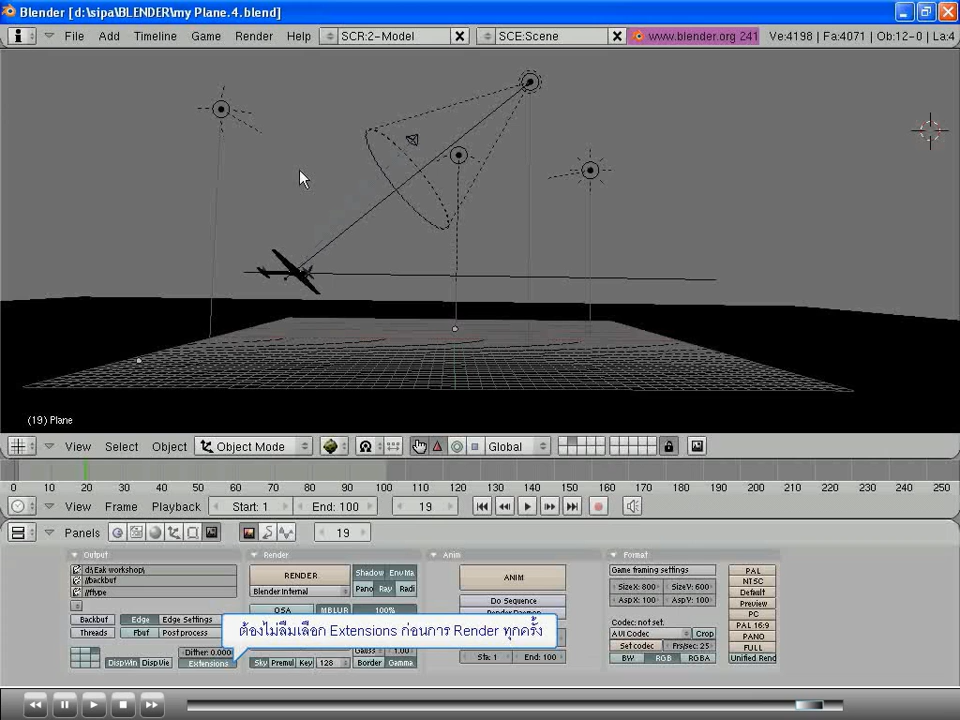 Blender [d:\sipa\BLENDER\my Plane.4.blend]
File Add Timeline Game Render Help SCR:2-Model SCE:Scene www.blender.org 241 Ve:4198 | Fa:4071 | Ob:12-0 | La:4
(19) Plane
View Select Object Object Mode Global
0 10 20 30 40 50 60 70 80 90 100 110 120 130 140 150 160 170 180 190 200 210 220 230 240 250
View Frame Playback Start: 1 End: 100 19
Panels 19
Output Render Anim Format
d:\Eak workshop\
//backbuf
//ftype
RENDER
Blender Internal
Shadow EnvMa
Pano Ray Radi
ANIM
Do Sequence
Game framing settings
SizeX: 800 SizeY: 600
AspX: 100 AspY: 100
PAL
NTSC
Default
Preview
PC
PAL 16:9
PANO
FULL
Unified Rend
Backbuf Edge Edge Settings
Threads Fbuf Post process
OSA MBLUR 100%
ต้องไม่ลืมเลือก Extensions ก่อนการ Render ทุกครั้ง
Codec: not set.
AVI Codec Crop
Set codec Frs/sec: 25
BW RGB RGBA
DispWin DispVie Dither: 0.000
Extensions
Sky Premul Key 128 Border Gamma
1.00
Sta: 1 End: 100